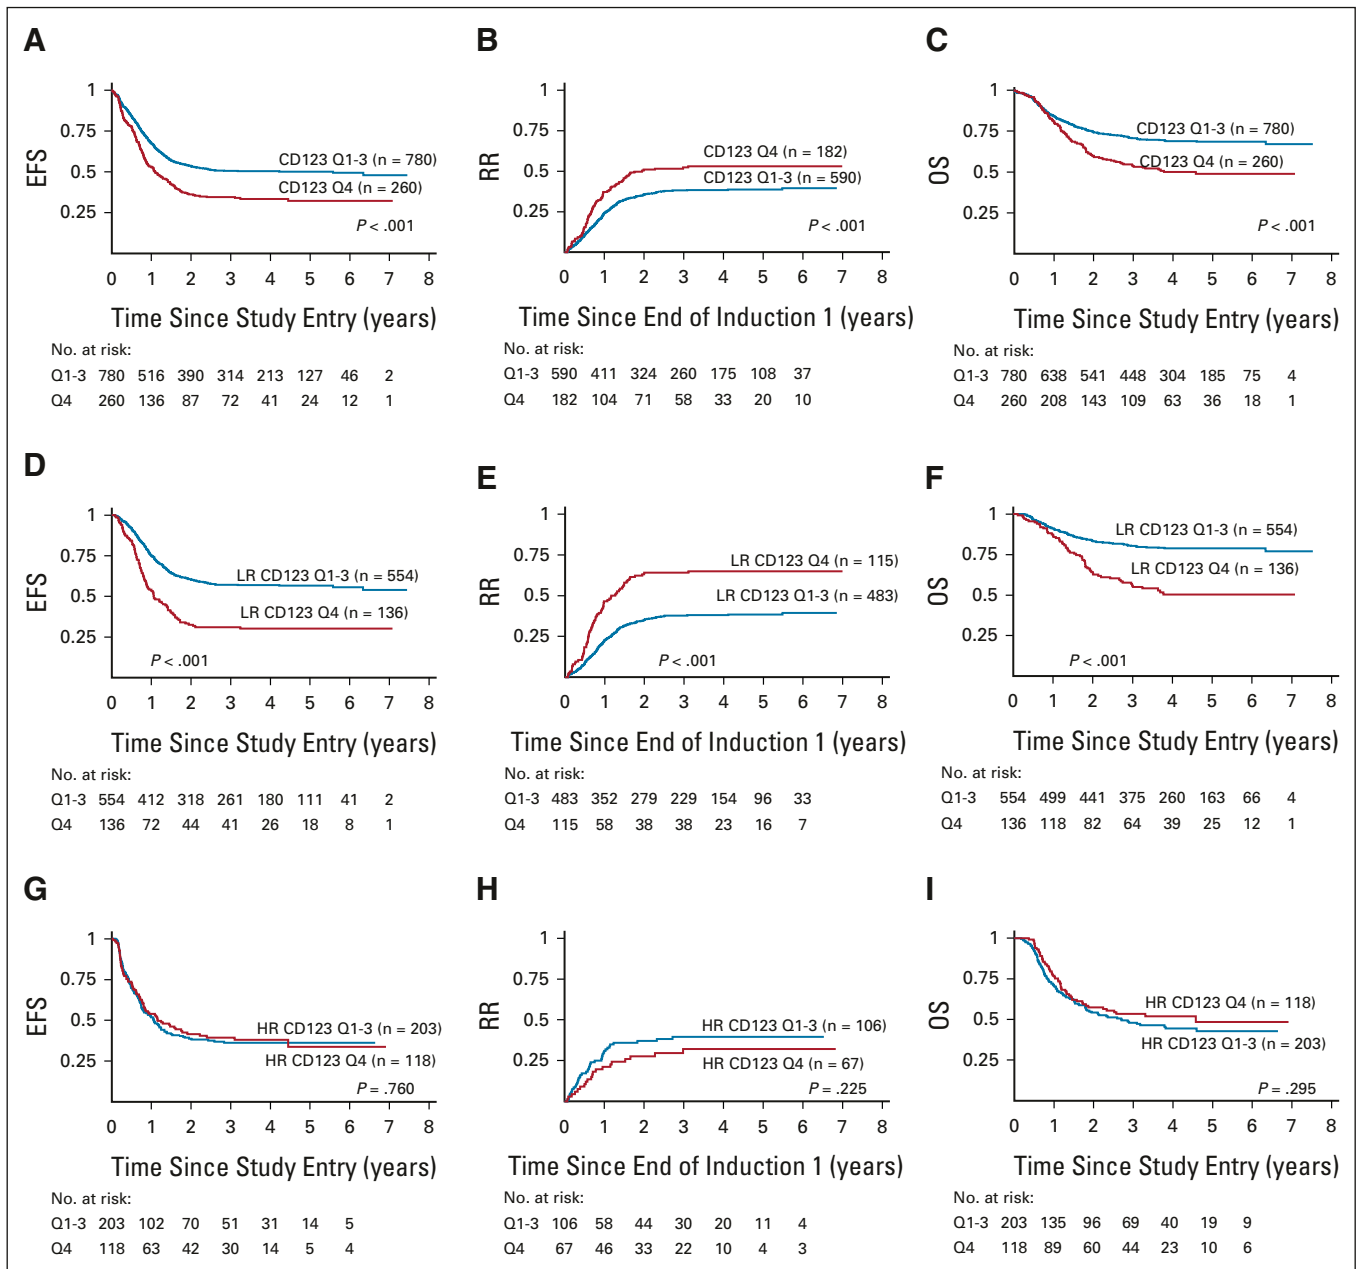 A
EFS
1
0.75
0.5
0.25
CD123 Q1-3 (n = 780)
CD123 Q4 (n = 260)
P < .001
0 1 2 3 4 5 6 7 8
Time Since Study Entry (years)
No. at risk:
Q1-3 780 516 390 314 213 127 46 2
Q4 260 136 87 72 41 24 12 1
B
RR
1
0.75
0.5
0.25
CD123 Q4 (n = 182)
CD123 Q1-3 (n = 590)
P < .001
0 1 2 3 4 5 6 7 8
Time Since End of Induction 1 (years)
No. at risk:
Q1-3 590 411 324 260 175 108 37
Q4 182 104 71 58 33 20 10
C
OS
1
0.75
0.5
0.25
CD123 Q1-3 (n = 780)
CD123 Q4 (n = 260)
P < .001
0 1 2 3 4 5 6 7 8
Time Since Study Entry (years)
No. at risk:
Q1-3 780 638 541 448 304 185 75 4
Q4 260 208 143 109 63 36 18 1
D
EFS
1
0.75
0.5
0.25
LR CD123 Q1-3 (n = 554)
LR CD123 Q4 (n = 136)
P < .001
0 1 2 3 4 5 6 7 8
Time Since Study Entry (years)
No. at risk:
Q1-3 554 412 318 261 180 111 41 2
Q4 136 72 44 41 26 18 8 1
E
RR
1
0.75
0.5
0.25
LR CD123 Q4 (n = 115)
LR CD123 Q1-3 (n = 483)
P < .001
0 1 2 3 4 5 6 7 8
Time Since End of Induction 1 (years)
No. at risk:
Q1-3 483 352 279 229 154 96 33
Q4 115 58 38 38 23 16 7
F
OS
1
0.75
0.5
0.25
LR CD123 Q1-3 (n = 554)
LR CD123 Q4 (n = 136)
P < .001
0 1 2 3 4 5 6 7 8
Time Since Study Entry (years)
No. at risk:
Q1-3 554 499 441 375 260 163 66 4
Q4 136 118 82 64 39 25 12 1
G
EFS
1
0.75
0.5
0.25
HR CD123 Q1-3 (n = 203)
HR CD123 Q4 (n = 118)
P = .760
0 1 2 3 4 5 6 7 8
Time Since Study Entry (years)
No. at risk:
Q1-3 203 102 70 51 31 14 5
Q4 118 63 42 30 14 5 4
H
RR
1
0.75
0.5
0.25
HR CD123 Q1-3 (n = 106)
HR CD123 Q4 (n = 67)
P = .225
0 1 2 3 4 5 6 7 8
Time Since End of Induction 1 (years)
No. at risk:
Q1-3 106 58 44 30 20 11 4
Q4 67 46 33 22 10 4 3
I
OS
1
0.75
0.5
0.25
HR CD123 Q4 (n = 118)
HR CD123 Q1-3 (n = 203)
P = .295
0 1 2 3 4 5 6 7 8
Time Since Study Entry (years)
No. at risk:
Q1-3 203 135 96 69 40 19 9
Q4 118 89 60 44 23 10 6